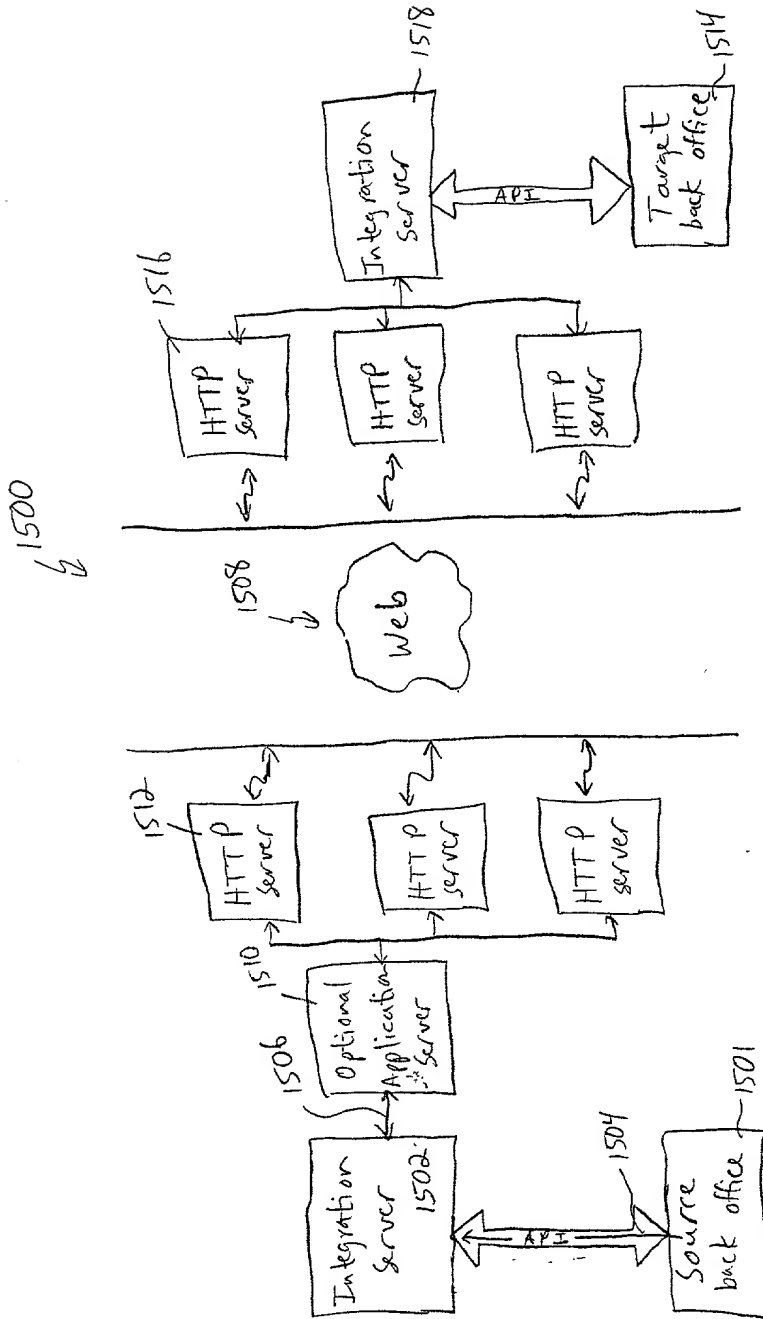 1500
1508
Web
Integration
Server
1502
1506
1510
Optional
Application
Server
1512
HTTP
server
HTTP
server
HTTP
server
API
1504
Sourre
back office
1501
1516
HTTP
server
HTTP
server
HTTP
server
Integration
Server
1518
API
Target
back office
1514